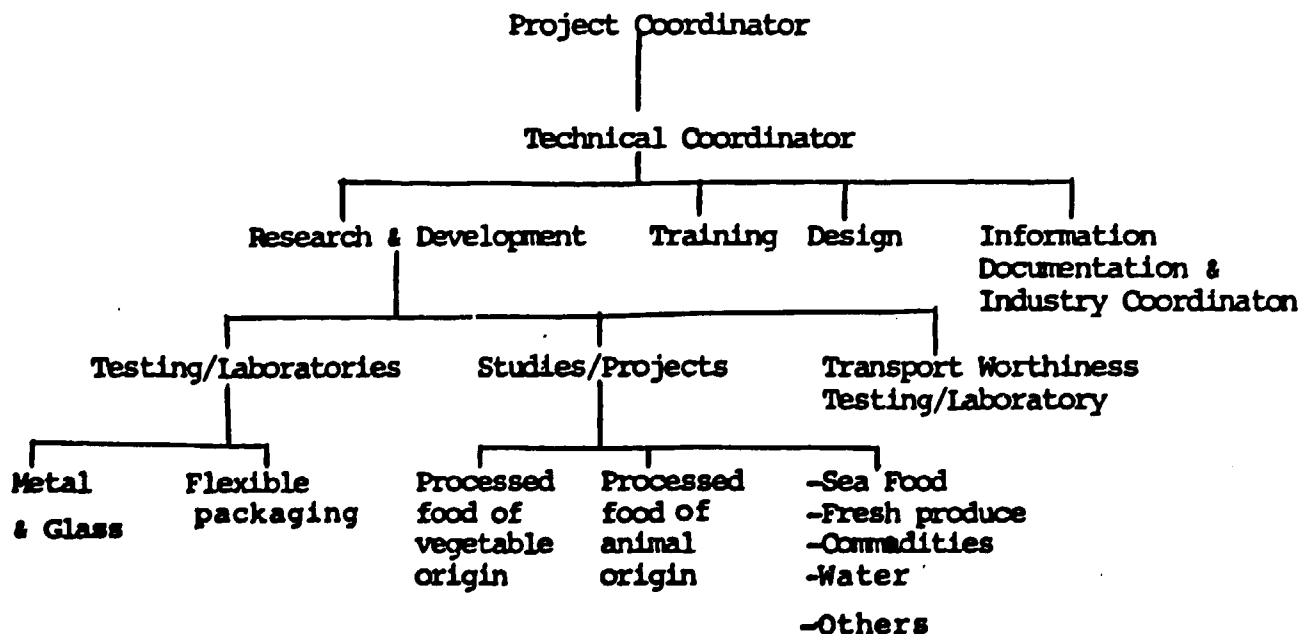 Project Coordinator
Technical Coordinator
Research & Development
Training
Design
Information
Documentation &
Industry Coordinaton
Testing/Laboratories
Studies/Projects
Transport Worthiness
Testing/Laboratory
Metal
& Glass
Flexible
packaging
Processed
food of
vegetable
origin
Processed
food of
animal
origin
-Sea Food
-Fresh produce
-Commadities
-Water
-Others